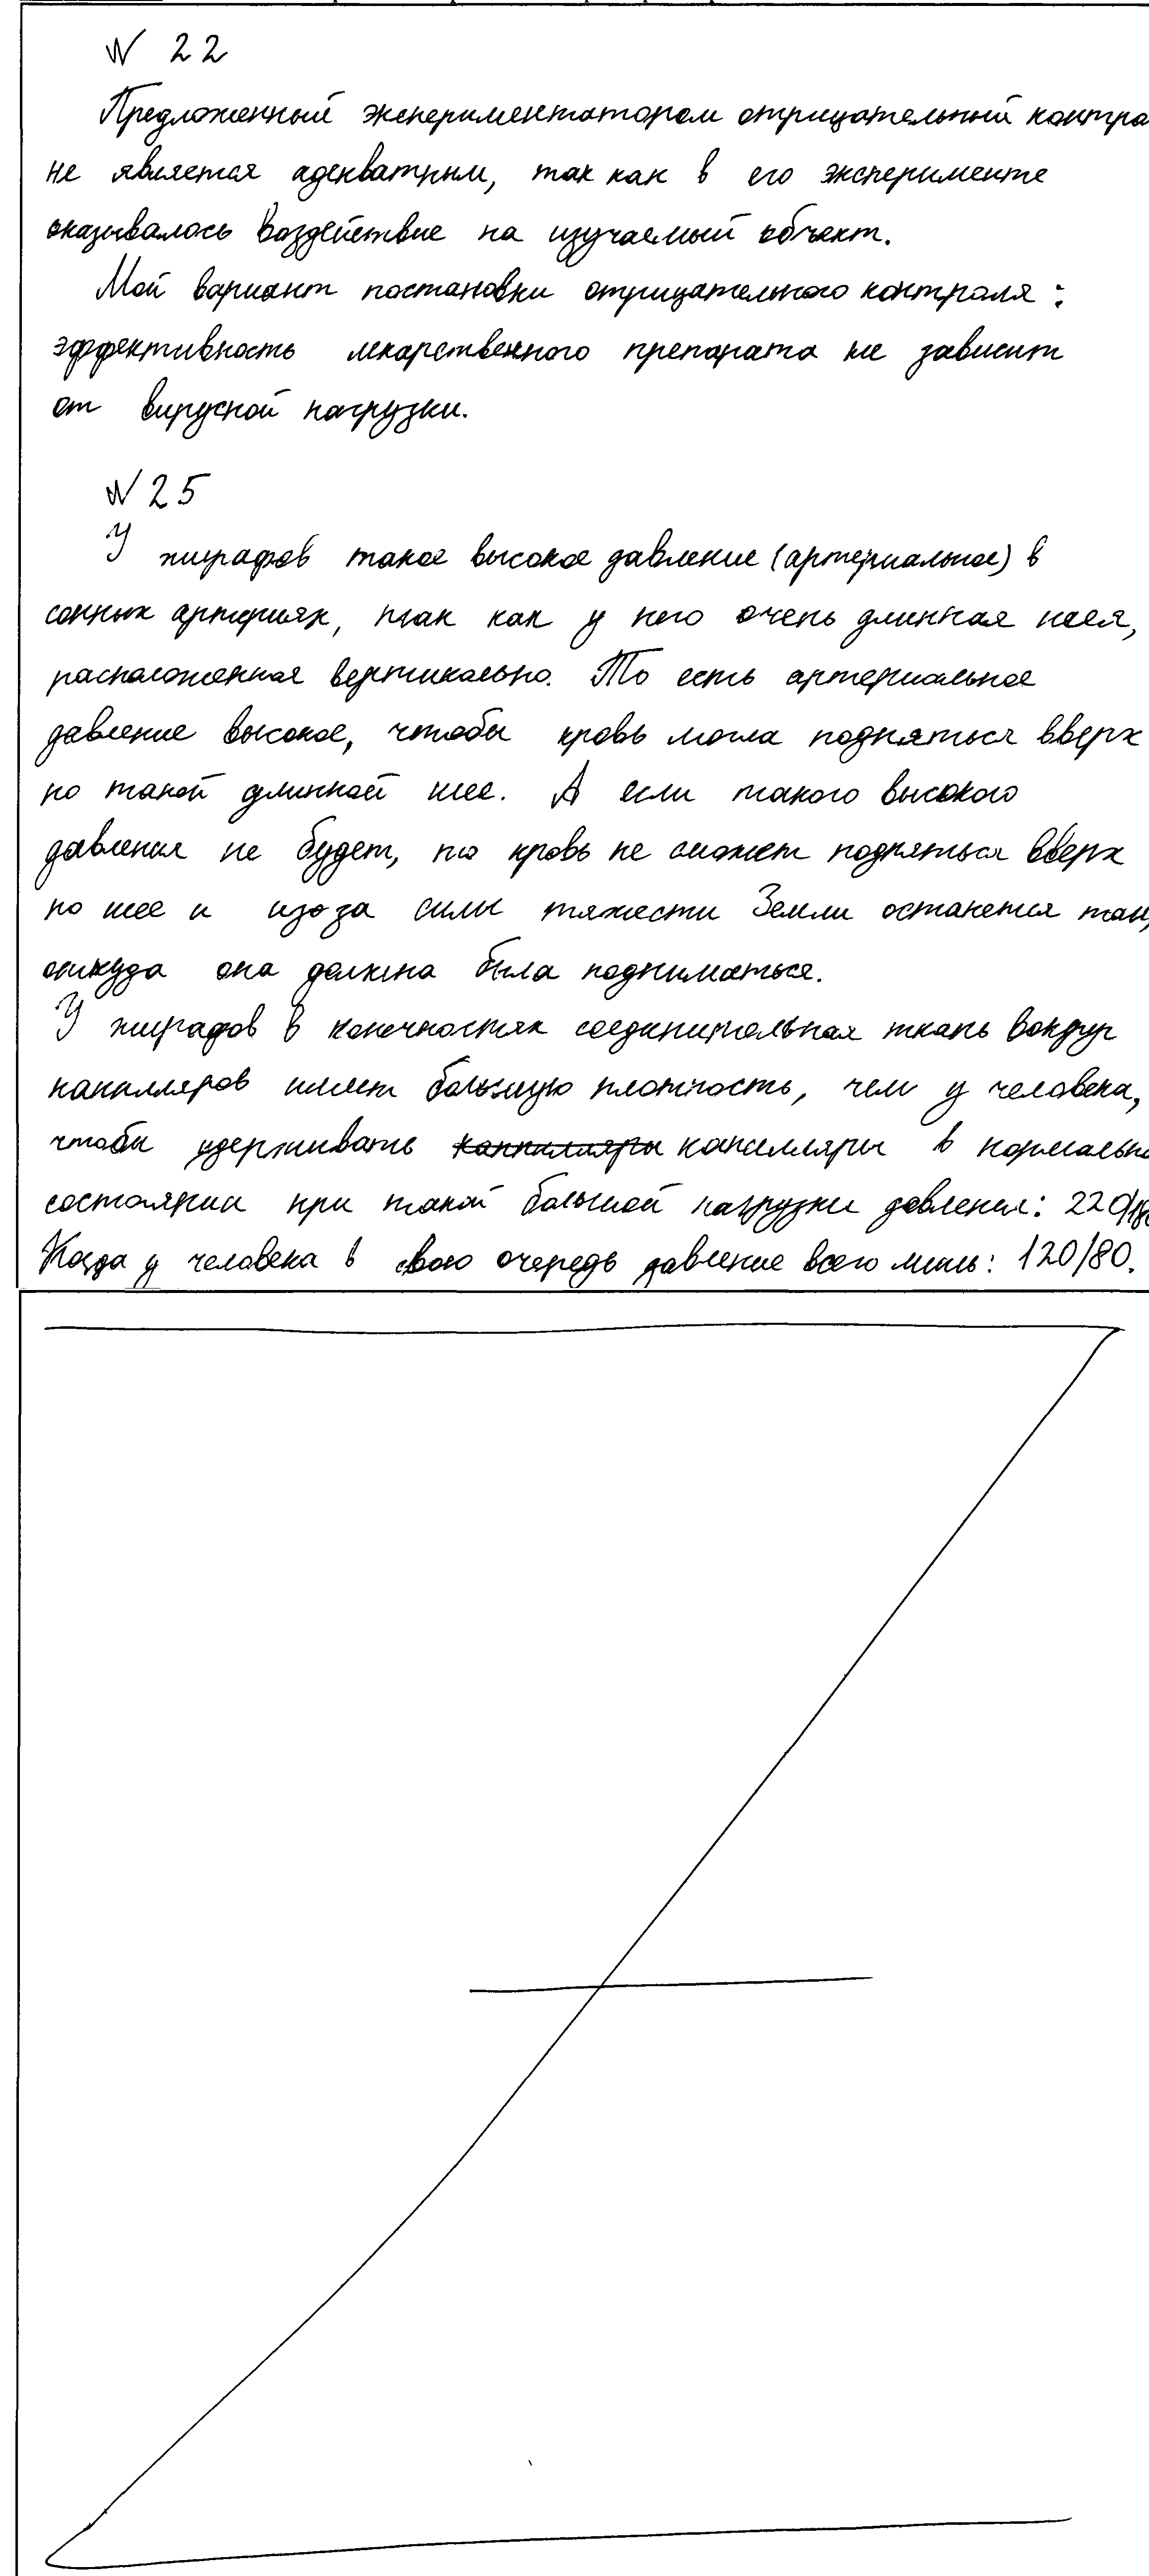 № 22
Предложенный экспериментатором отрицательный контро
не является адекватным, так как в его эксперименте
оказывалось воздействие на изучаемый объект.
Мой вариант постановки отрицательного контроля:
эффективность лекарственного препарата не зависит
от вирусной нагрузки.
№ 25
У жирафов такое высокое давление (артериальное) в
сонных артериях, так как у него очень длинная шея,
расположенная вертикально. То есть артериальное
давление высокое, чтобы кровь могла подняться вверх
по такой длинной шее. А если такого высокого
давления не будет, то кровь не сможет подняться вверх
по шее и из-за силы тяжести Земли останется там,
откуда она должна была подниматься.
У жирафов в конечностях соединительная ткань вокруг
капилляров имеет большую плотность, чем у человека,
чтобы удерживать каппилляры капилляры в нормально
состоянии при такой большой нагрузки давления: 220/18
Когда у человека в свою очередь давление всего лишь: 120/80.